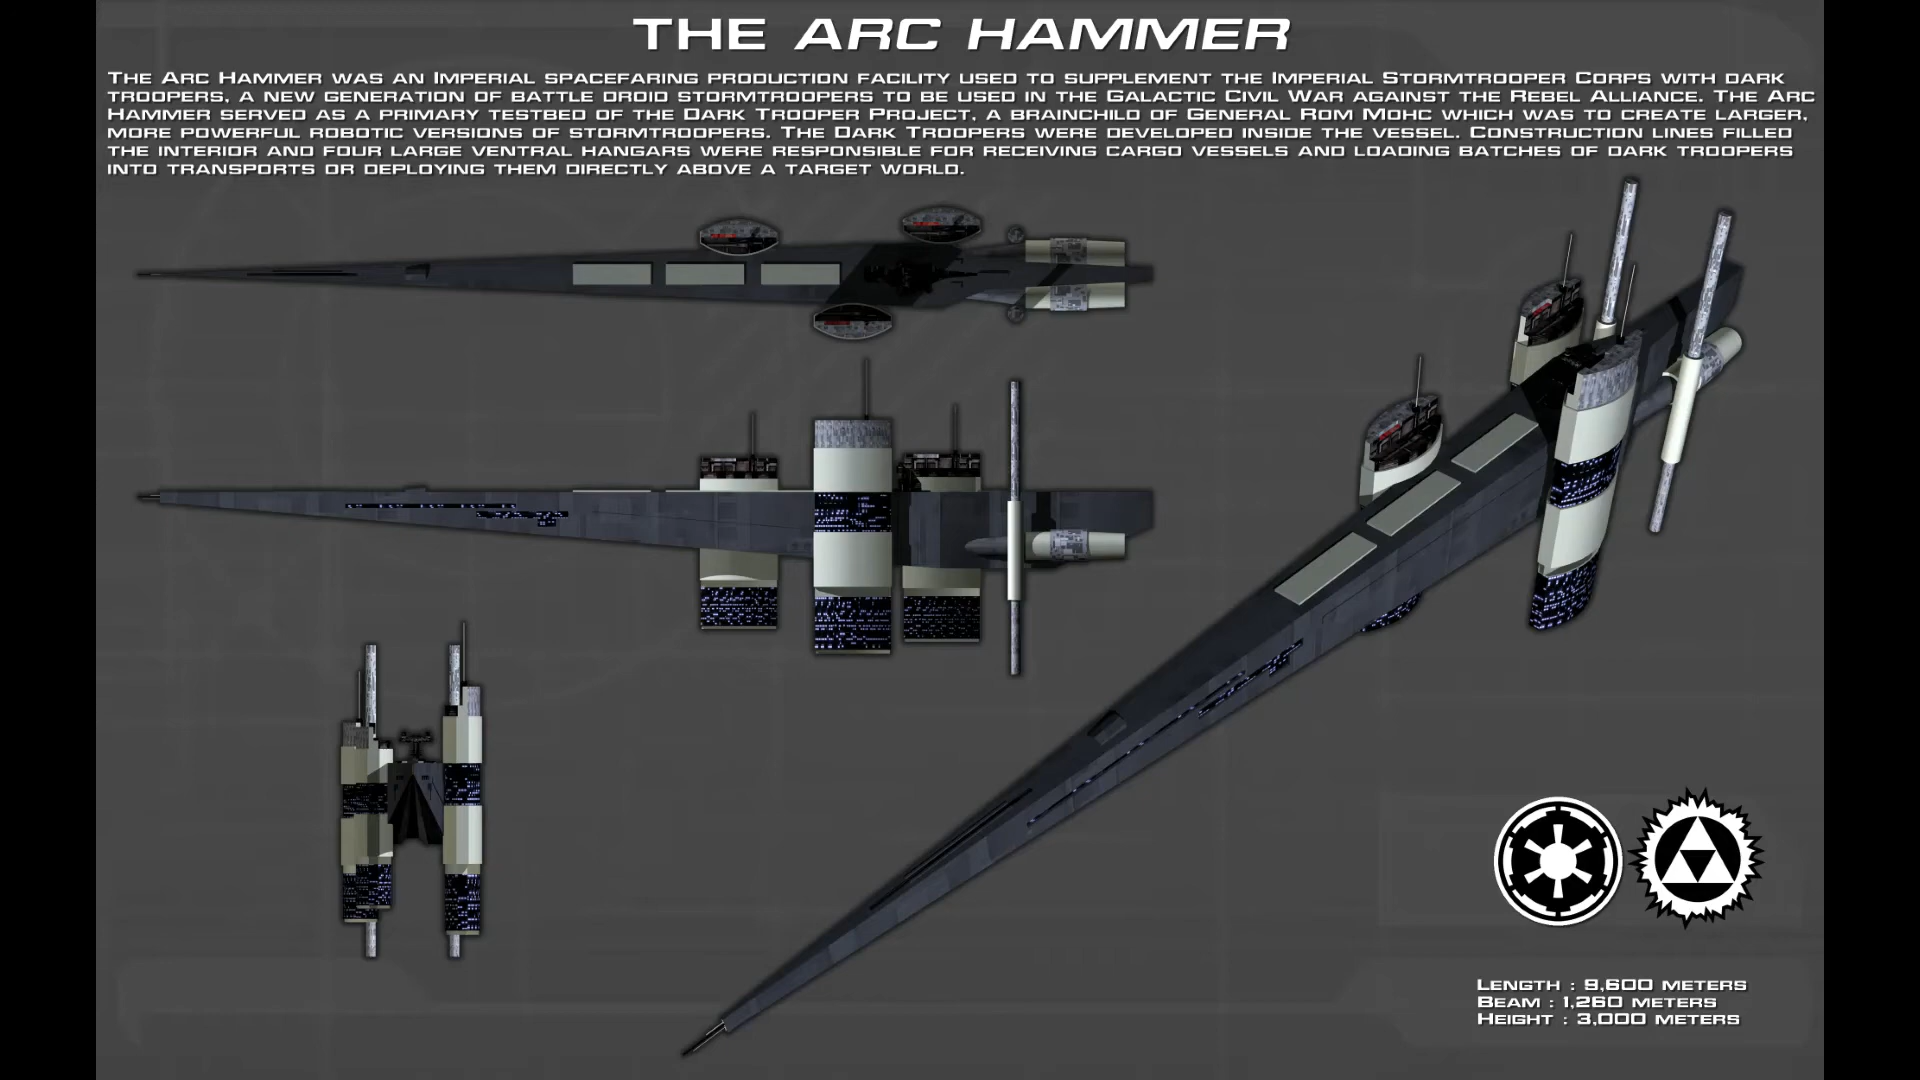 THE ARC HAMMER
The Arc Hammer was an Imperial spacefaring production facility used to supplement the Imperial Stormtrooper Corps with dark
troopers, a new generation of battle droid stormtroopers to be used in the Galactic Civil War against the Rebel Alliance. The Arc
Hammer served as a primary testbed of the Dark Trooper Project, a brainchild of General Rom Mohc which was to create larger,
more powerful robotic versions of stormtroopers. The Dark Troopers were developed inside the vessel. Construction lines filled
the interior and four large ventral hangars were responsible for receiving cargo vessels and loading batches of dark troopers
into transports or deploying them directly above a target world.
Length : 9,600 meters
Beam : 1,260 meters
Height : 3,000 meters